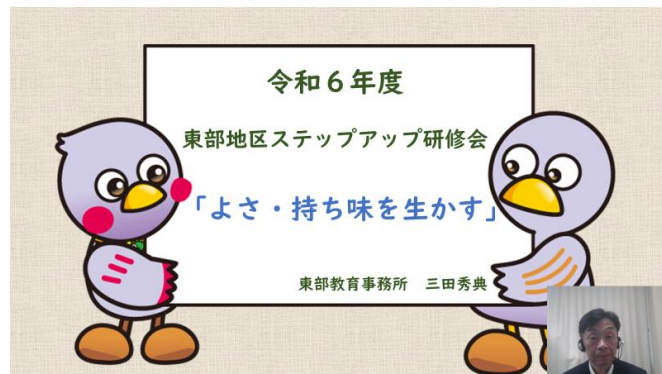 令和６年度
東部地区ステップアップ研修会
「よさ・持ち味を生かす」
東部教育事務所　三田秀典